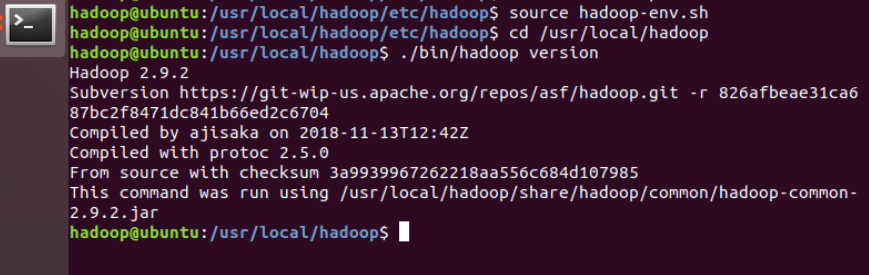 hadoop@ubuntu:/usr/local/hadoop/etc/hadoop$ source hadoop-env.sh
hadoop@ubuntu:/usr/local/hadoop/etc/hadoop$ cd /usr/local/hadoop
hadoop@ubuntu:/usr/local/hadoop$ ./bin/hadoop version
Hadoop 2.9.2
Subversion https://git-wip-us.apache.org/repos/asf/hadoop.git -r 826afbeae31ca6
87bc2f8471dc841b66ed2c6704
Compiled by ajisaka on 2018-11-13T12:42Z
Compiled with protoc 2.5.0
From source with checksum 3a9939967262218aa556c684d107985
This command was run using /usr/local/hadoop/share/hadoop/common/hadoop-common-
2.9.2.jar
hadoop@ubuntu:/usr/local/hadoop$